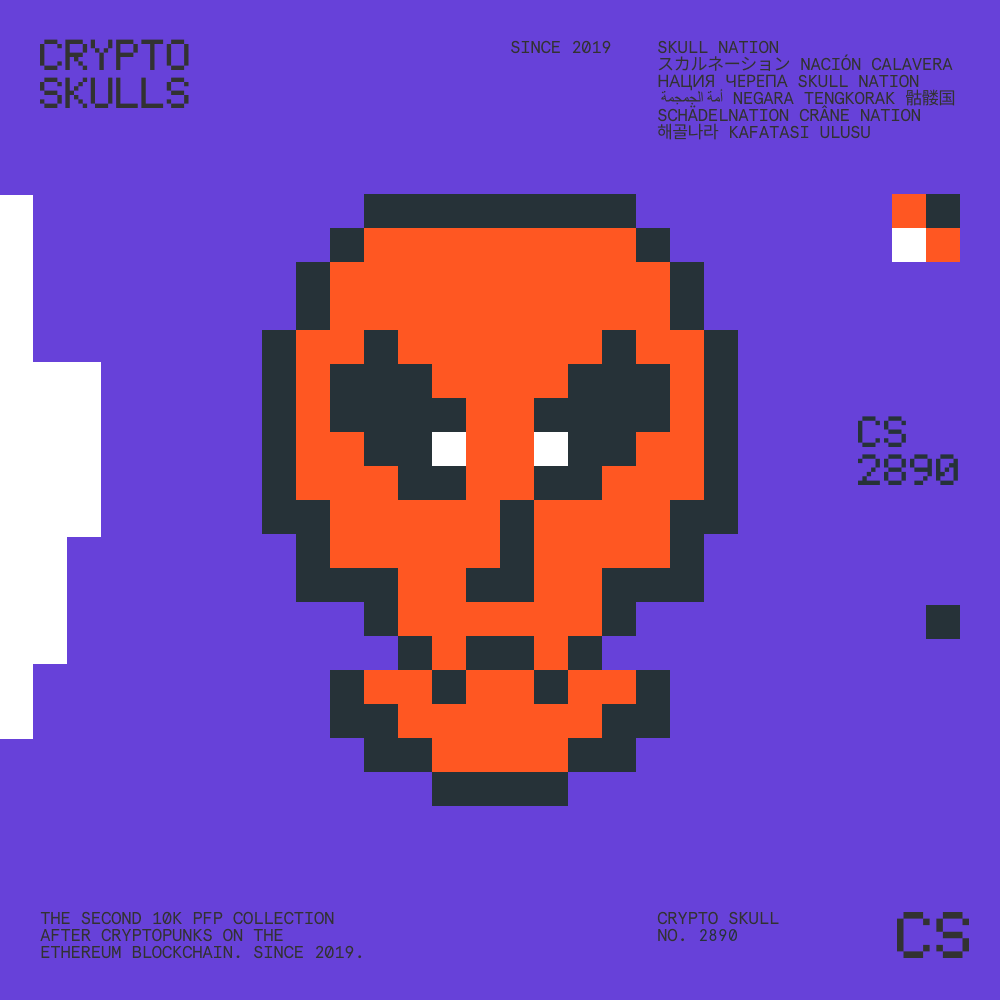 CRYPTO
SKULLS
SINCE 2019
SKULL NATION
スカルネーション NACIÓN CALAVERA
НАЦИЯ ЧЕРЕПА SKULL NATION
أمة الجمجمة NEGARA TENGKORAK 骷髅国
SCHÄDELNATION CRÂNE NATION
해골나라 KAFATASI ULUSU
CS
2890
THE SECOND 10K PFP COLLECTION
AFTER CRYPTOPUNKS ON THE
ETHEREUM BLOCKCHAIN. SINCE 2019.
CRYPTO SKULL
NO. 2890
CS